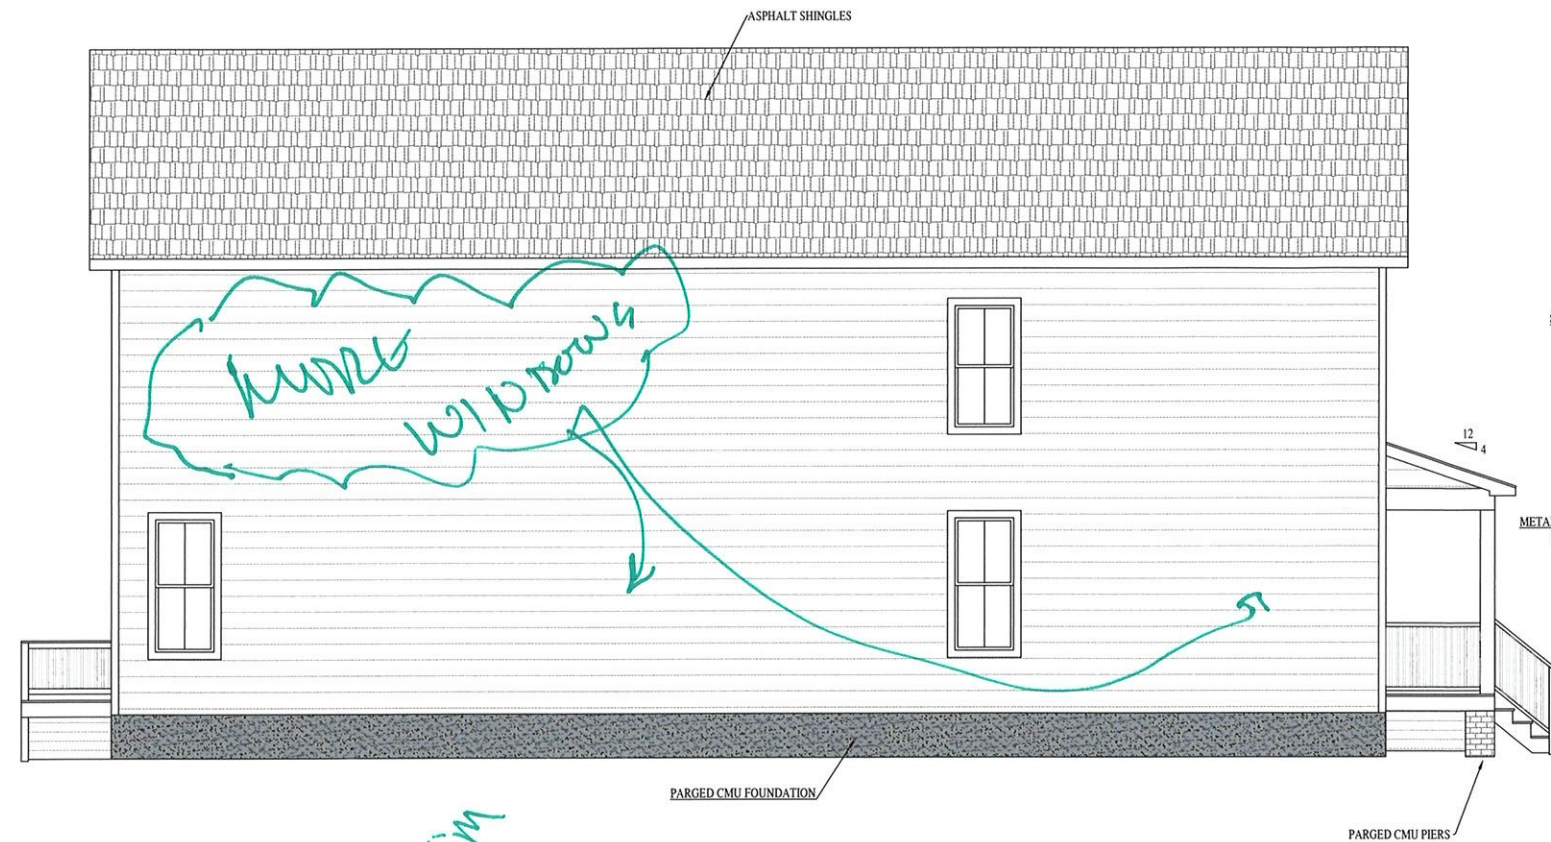 ASPHALT SHINGLES
MORE
WINDOWS
12
4
META
PARGED CMU FOUNDATION
PARGED CMU PIERS